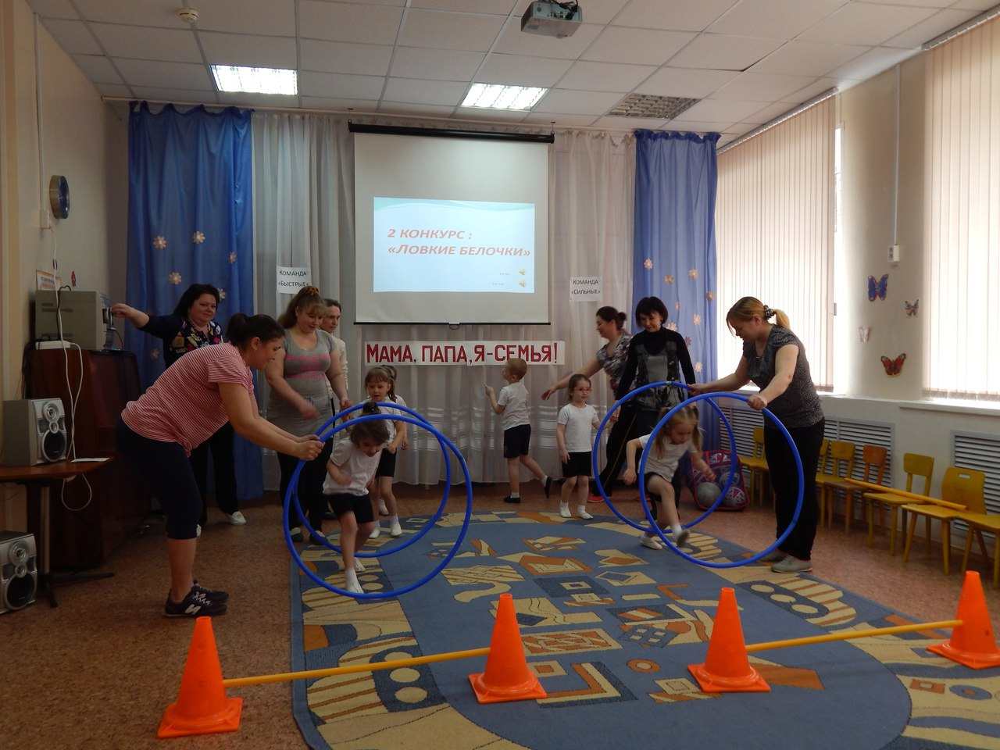 2 КОНКУРС :
«ЛОВКИЕ БЕЛОЧКИ»
КОМАНДА
«БЫСТРЫЕ»
КОМАНДА
«СИЛЬНЫЕ»
МАМА, ПАПА, Я-СЕМЬЯ!